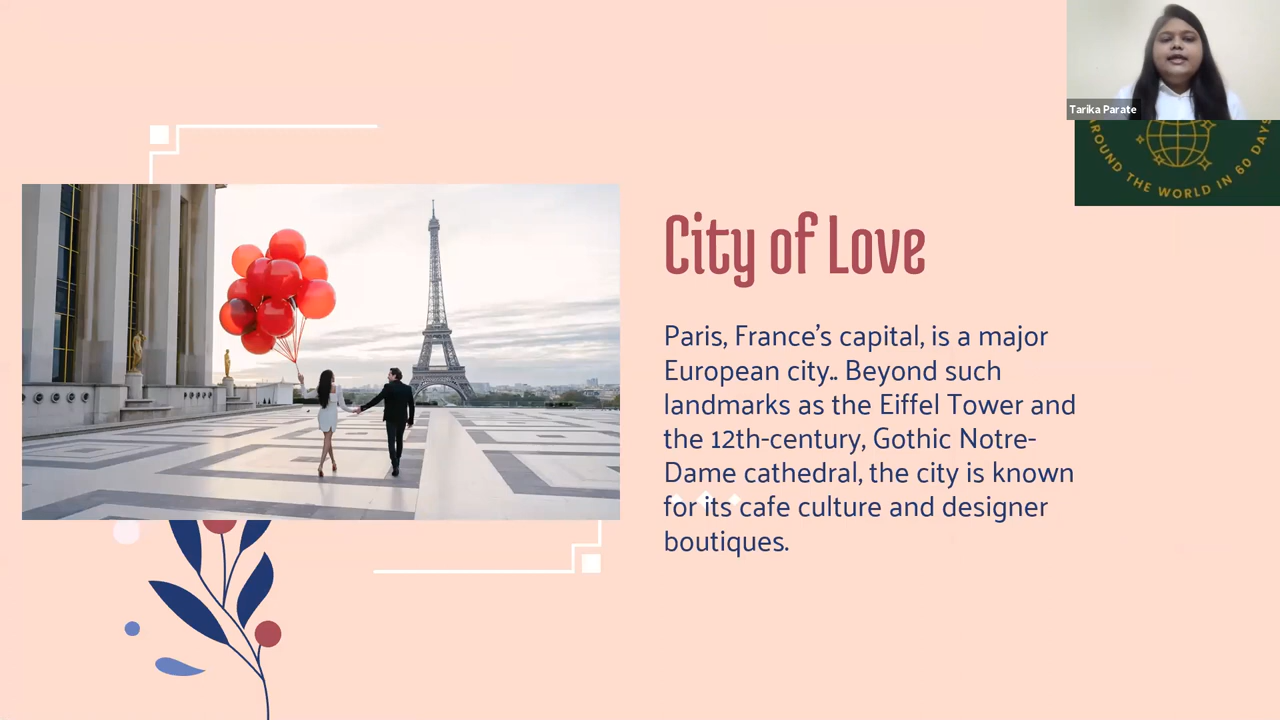 Tarika Parate
AROUND THE WORLD IN 60 DAYS
City of Love
Paris, France's capital, is a major
European city.. Beyond such
landmarks as the Eiffel Tower and
the 12th-century, Gothic Notre-
Dame cathedral, the city is known
for its cafe culture and designer
boutiques.